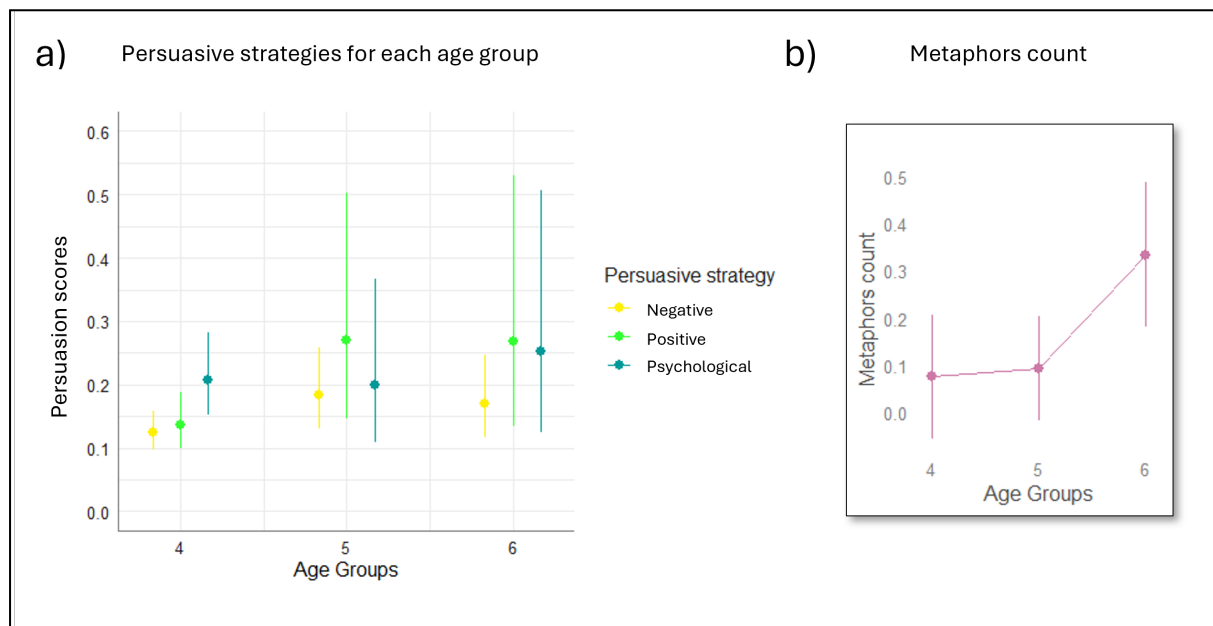 a)
Persuasive strategies for each age group
Persuasion scores
0.6
0.5
0.4
0.3
0.2
0.1
0.0
4
5
6
Age Groups
Persuasive strategy
Negative
Positive
Psychological
b)
Metaphors count
Metaphors count
0.5
0.4
0.3
0.2
0.1
0.0
4
5
6
Age Groups